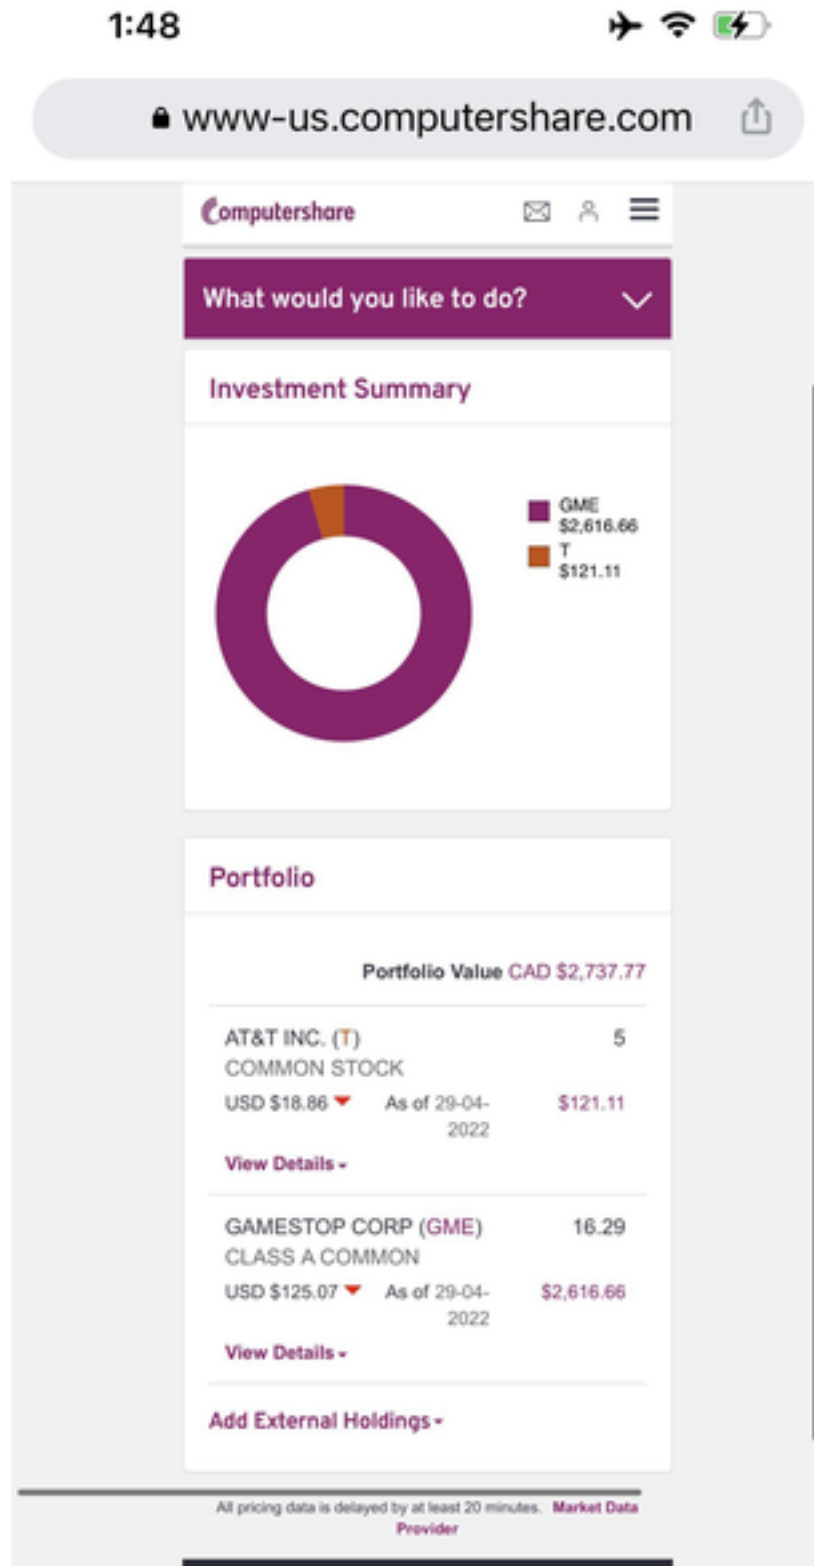 1:48
www-us.computershare.com
Computershare
What would you like to do?
Investment Summary
GME
$2,616.66
T
$121.11
Portfolio
Portfolio Value CAD $2,737.77
AT&T INC. (T) 5
COMMON STOCK
USD $18.86 As of 29-04-2022 $121.11
View Details
GAMESTOP CORP (GME) 16.29
CLASS A COMMON
USD $125.07 As of 29-04-2022 $2,616.66
View Details
Add External Holdings
All pricing data is delayed by at least 20 minutes. Market Data
Provider